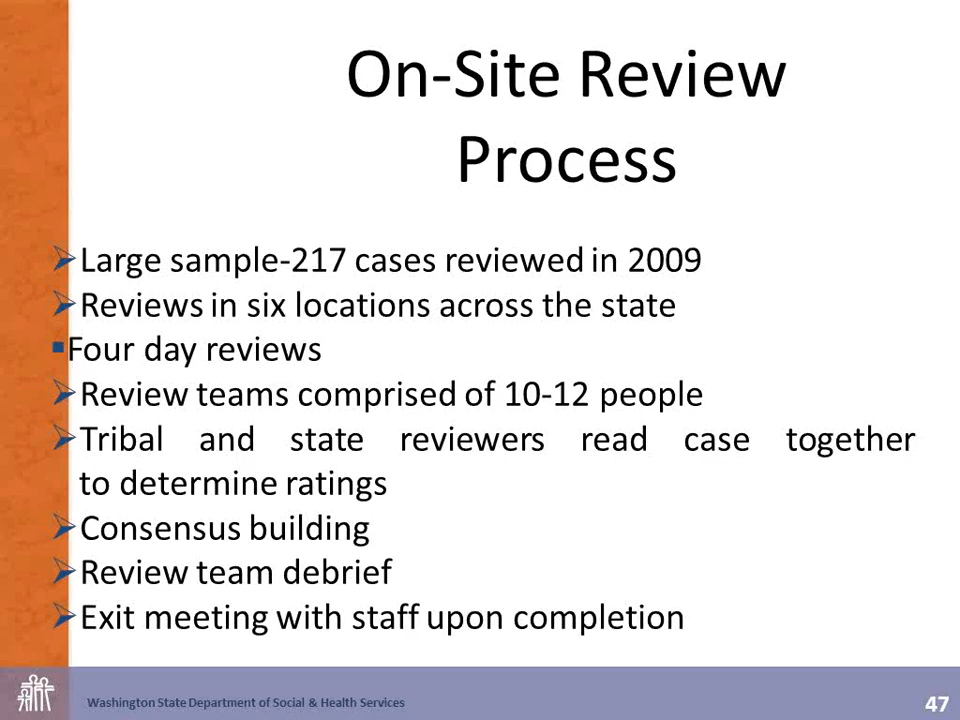 On-Site Review
Process
➢Large sample-217 cases reviewed in 2009
➢Reviews in six locations across the state
▪Four day reviews
➢Review teams comprised of 10-12 people
➢Tribal and state reviewers read case together
to determine ratings
➢Consensus building
➢Review team debrief
➢Exit meeting with staff upon completion
Washington State Department of Social & Health Services
47